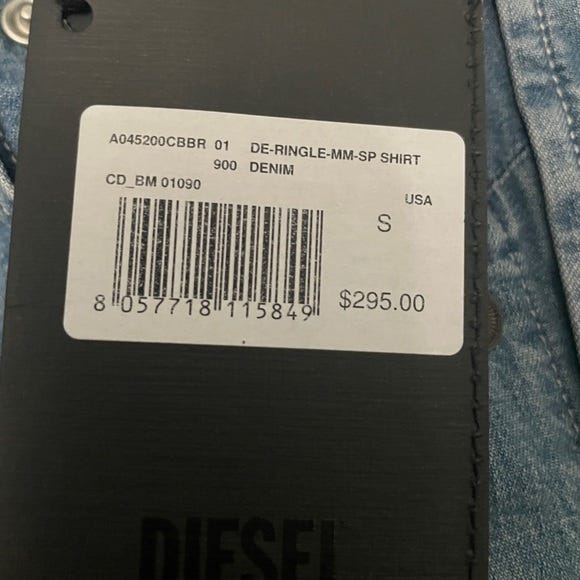 A045200CBBR 01 DE-RINGLE-MM-SP SHIRT
900 DENIM
CD_BM 01090
USA
S
8 057718 115849
$295.00
DIESEL